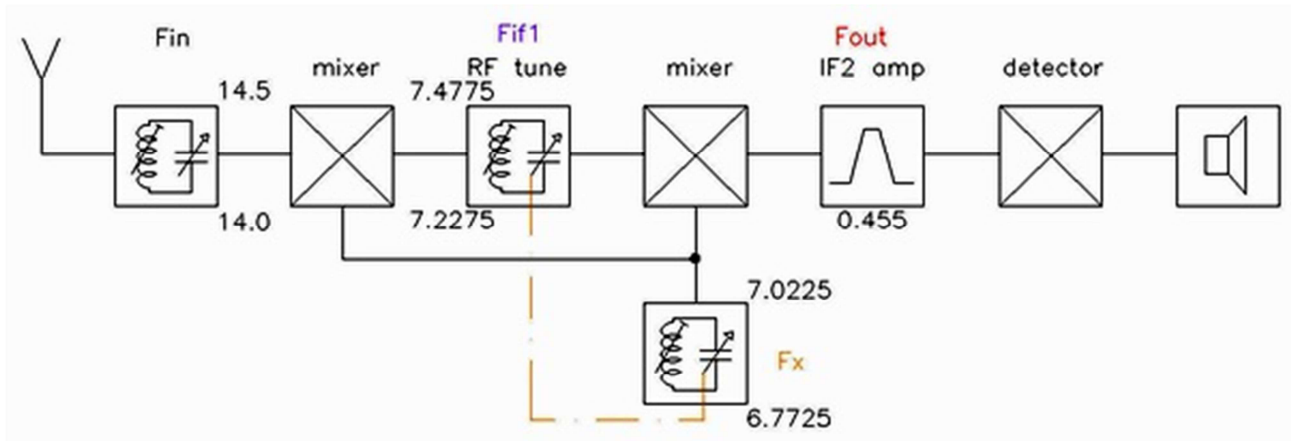 Fin
Fif1
Fout
mixer
RF tune
mixer
IF2 amp
detector
14.5
7.4775
14.0
7.2275
0.455
7.0225
Fx
6.7725